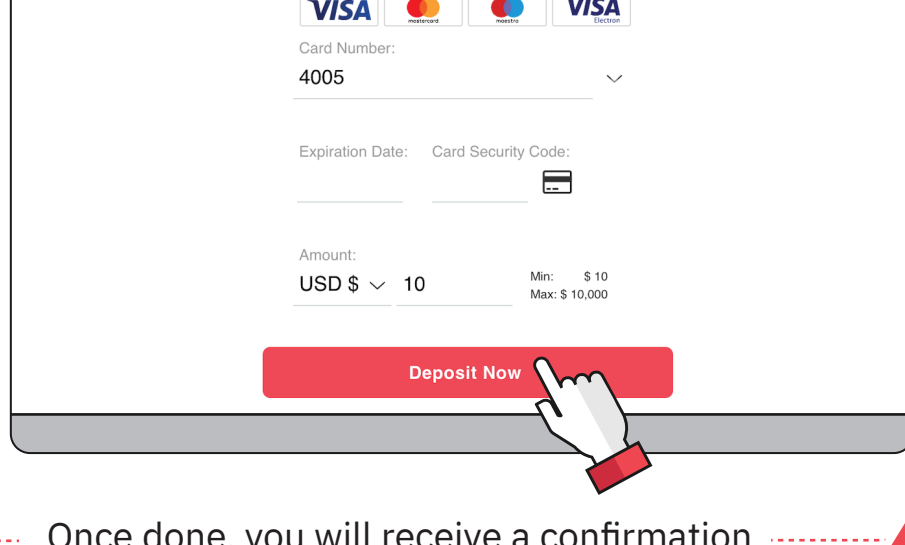 VISA mastercard maestro VISA Electron
Card Number:
4005
Expiration Date: Card Security Code:
Amount:
USD $ 10 Min: $ 10
Max: $ 10,000
Deposit Now
Once done, you will receive a confirmation